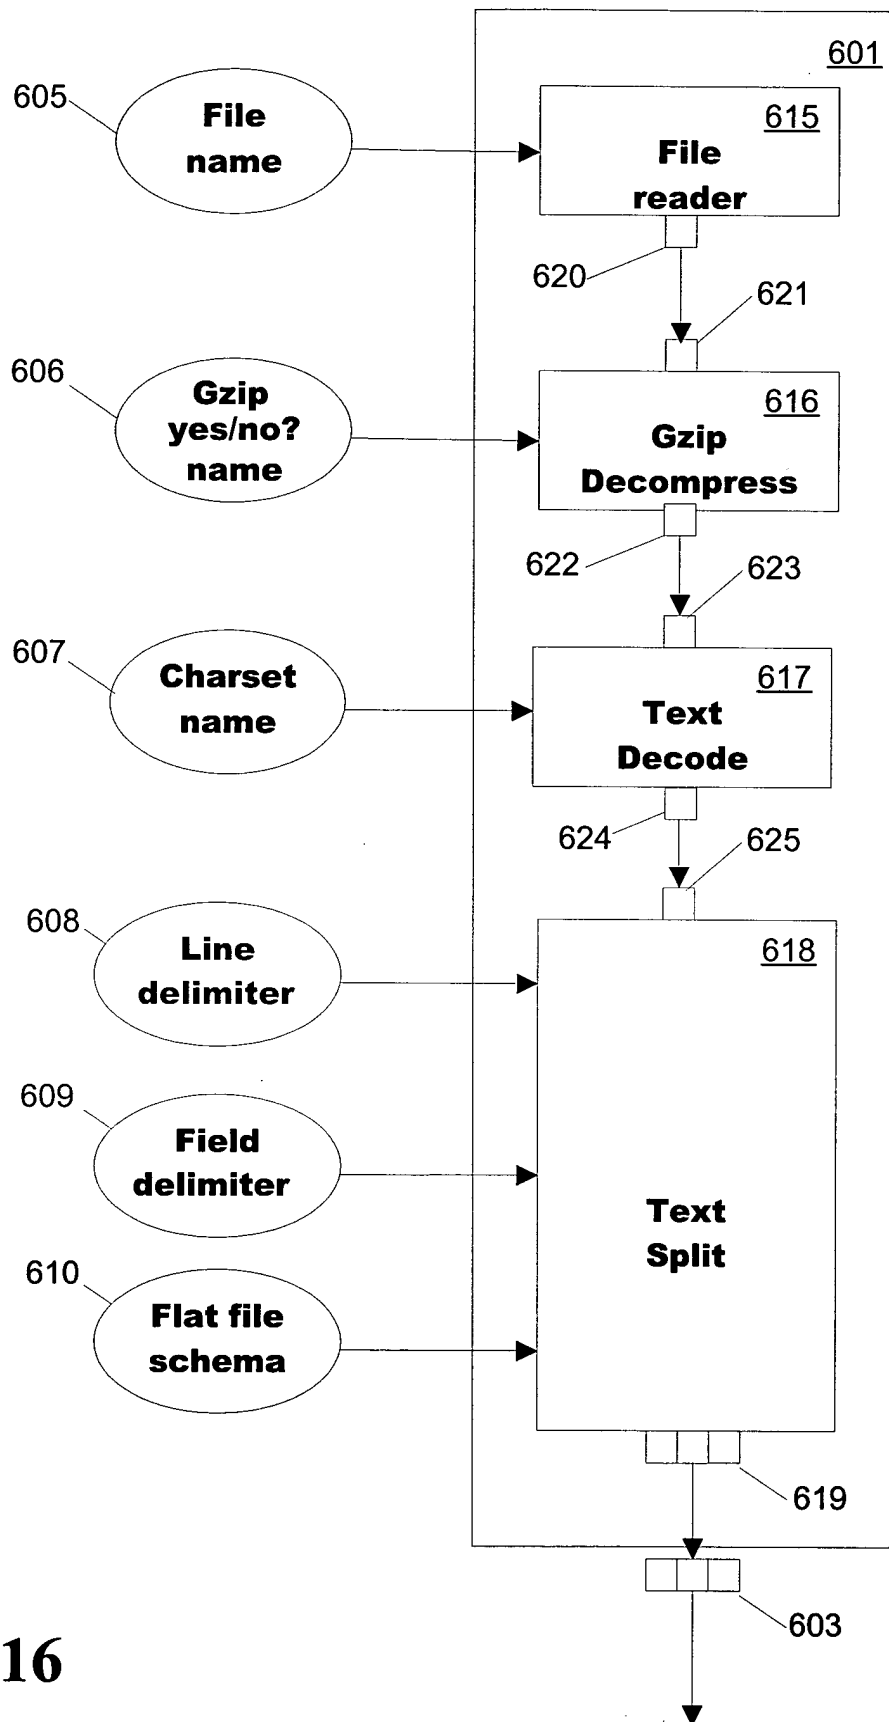 601
605
File
name
615
File
reader
620
621
606
Gzip
yes/no?
name
616
Gzip
Decompress
622
623
607
Charset
name
617
Text
Decode
624
625
608
Line
delimiter
618
609
Field
delimiter
Text
Split
610
Flat file
schema
619
603
16